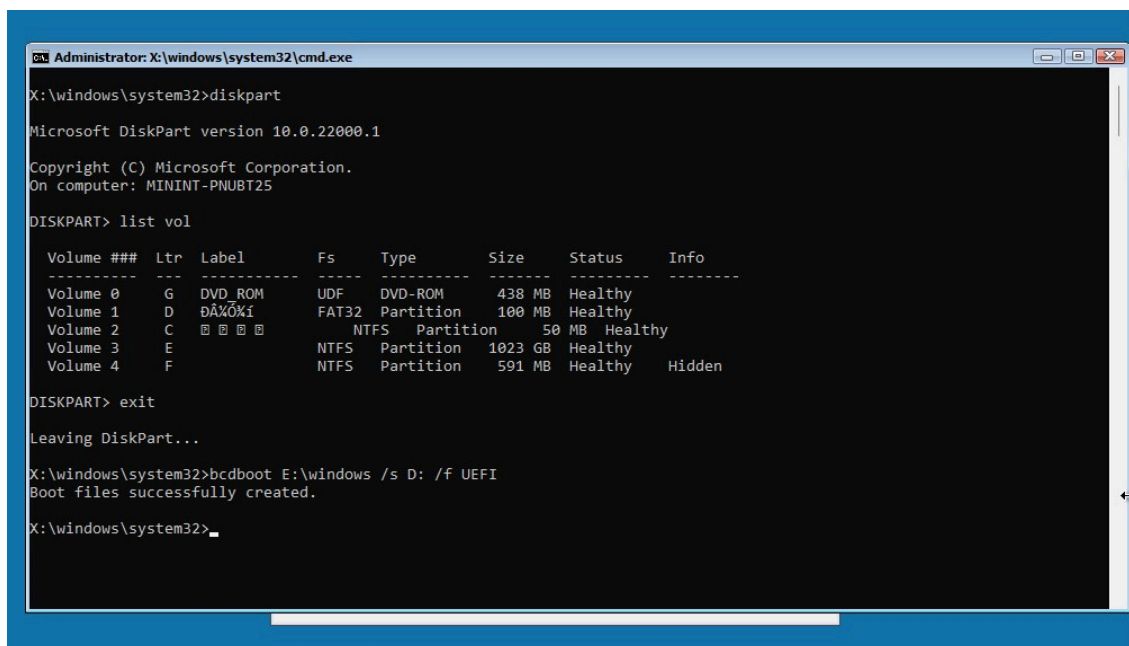 Administrator: X:\windows\system32\cmd.exe
X:\windows\system32>diskpart
Microsoft DiskPart version 10.0.22000.1
Copyright (C) Microsoft Corporation.
On computer: MININT-PNUBT25
DISKPART> list vol
Volume ### Ltr Label Fs Type Size Status Info
---------- --- ----------- ----- ---------- ------- --------- --------
Volume 0 G DVD_ROM UDF DVD-ROM 438 MB Healthy
Volume 1 D FAT32 Partition 100 MB Healthy
Volume 2 C NTFS Partition 50 MB Healthy
Volume 3 E NTFS Partition 1023 GB Healthy
Volume 4 F NTFS Partition 591 MB Healthy Hidden
DISKPART> exit
Leaving DiskPart...
X:\windows\system32>bcdboot E:\windows /s D: /f UEFI
Boot files successfully created.
X:\windows\system32>